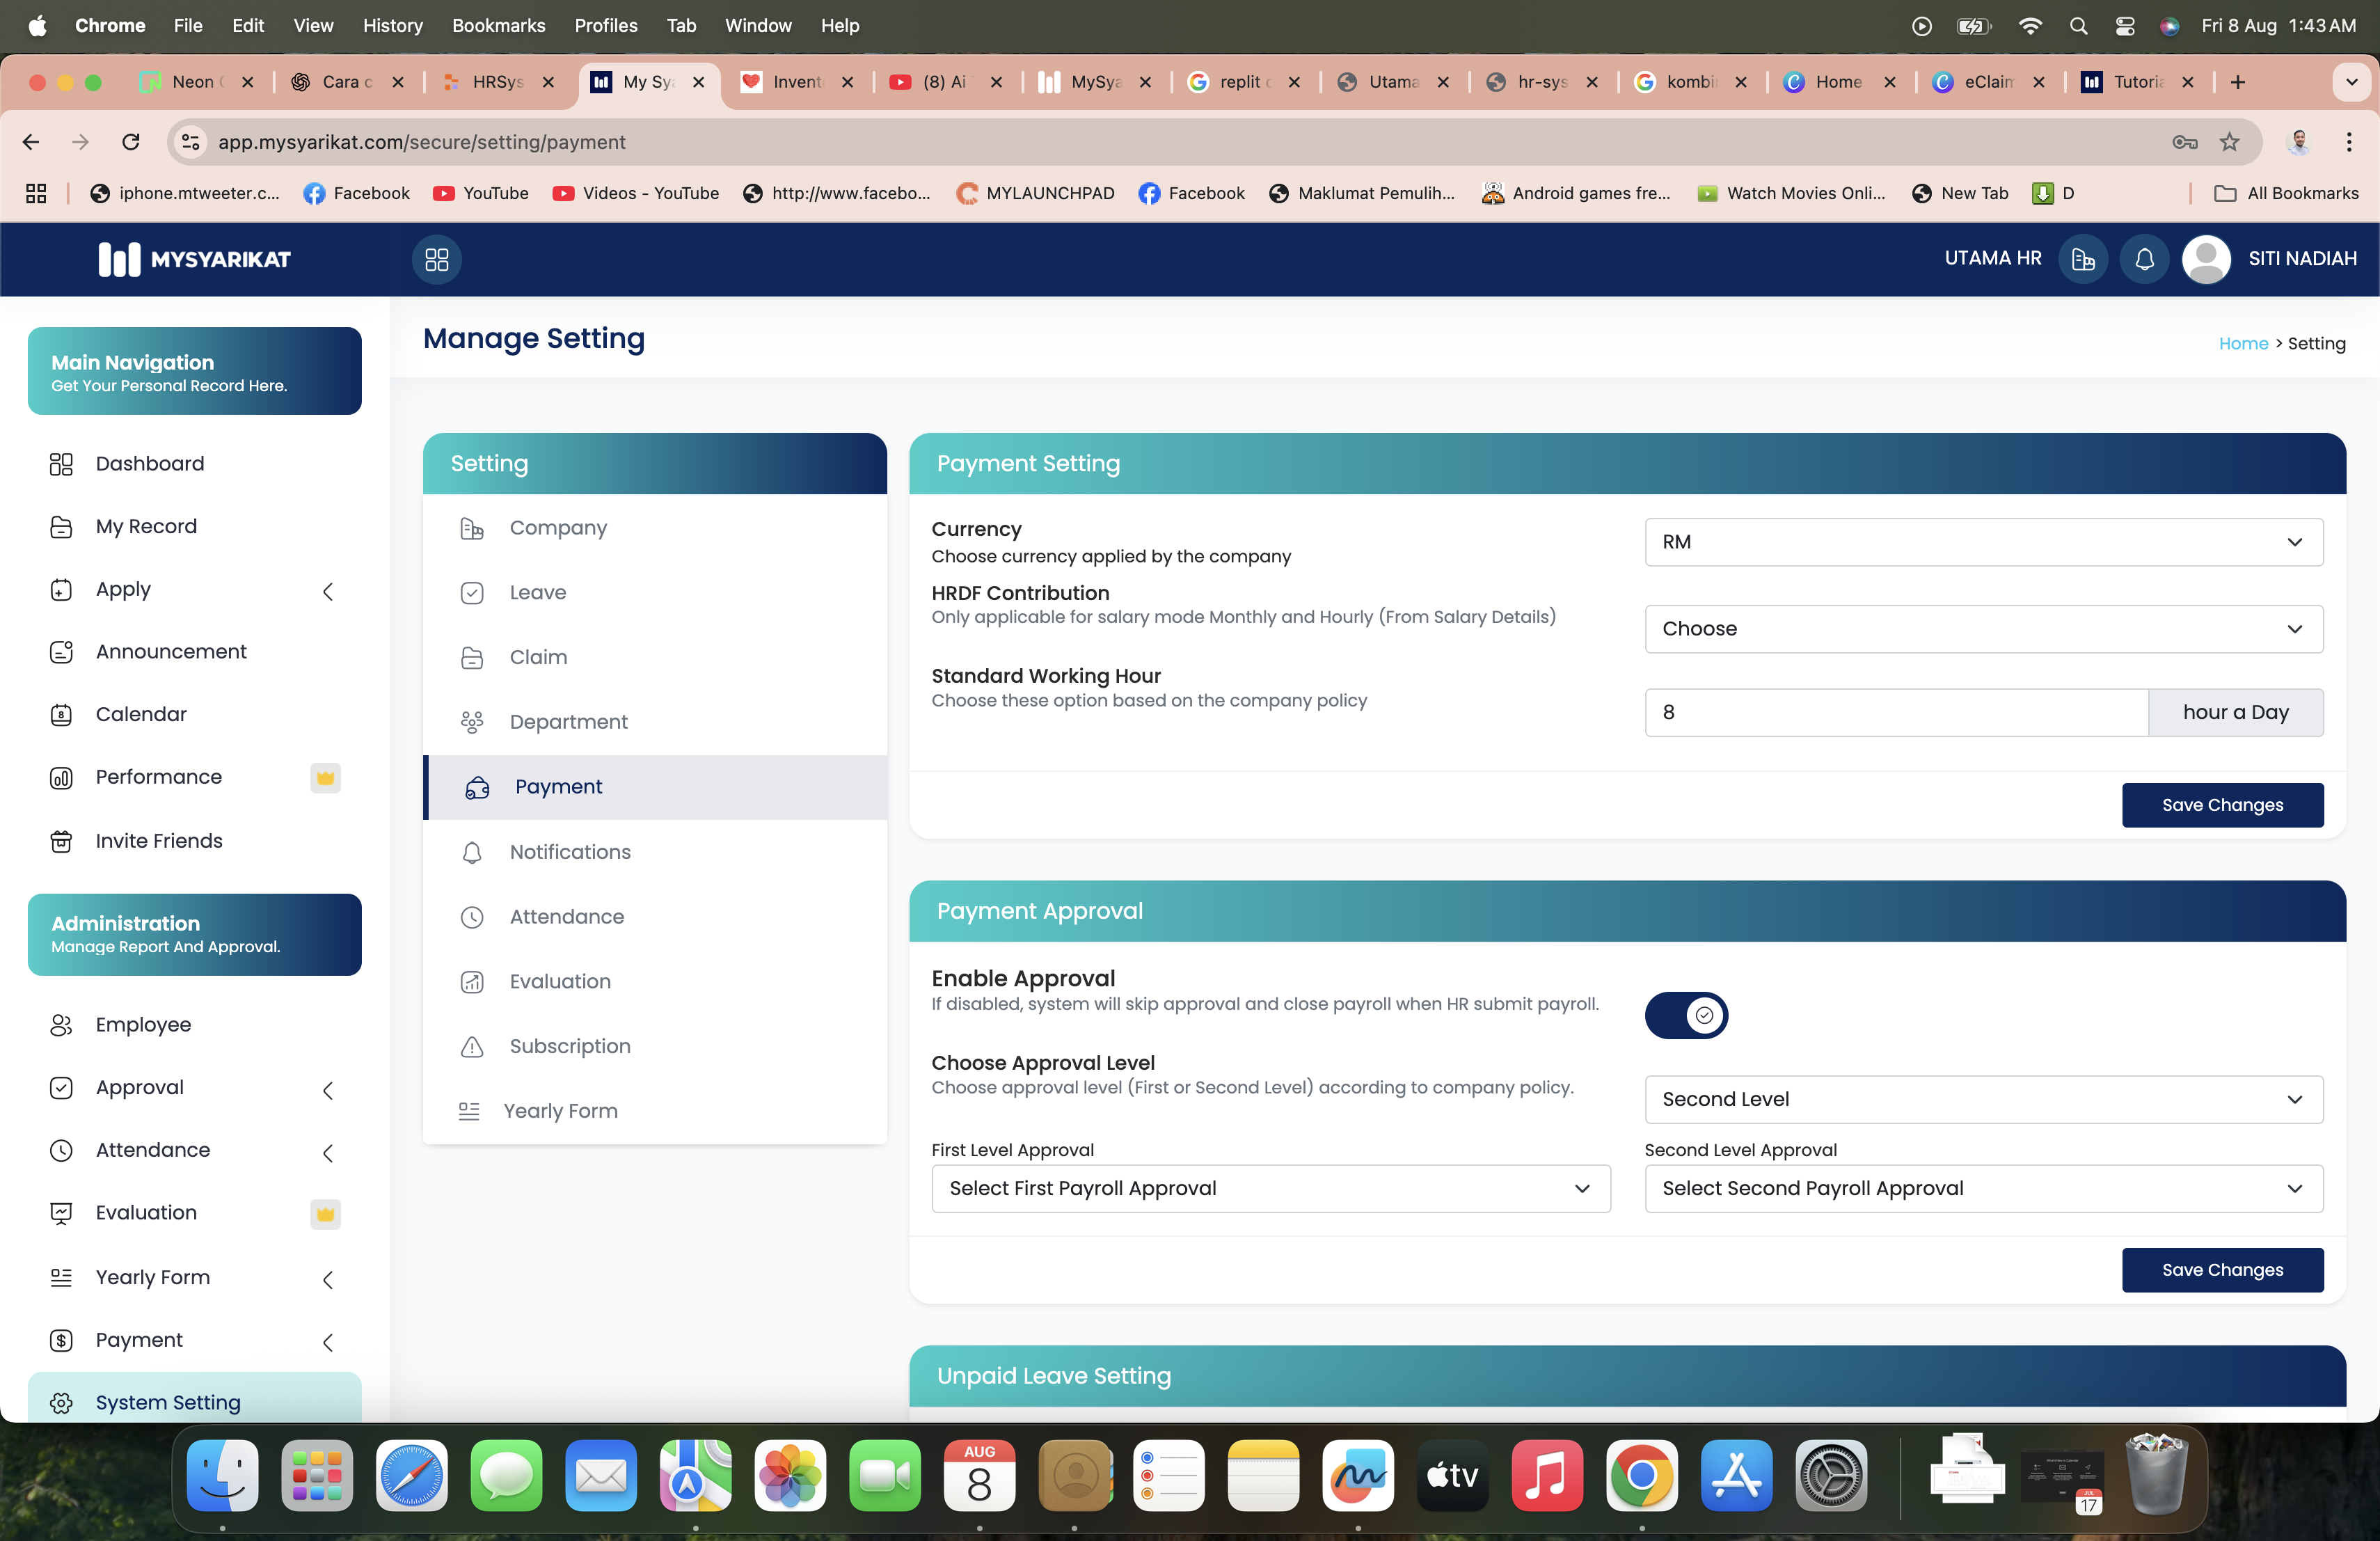 Chrome File Edit View History Bookmarks Profiles Tab Window Help Fri 8 Aug 1:43 AM
Neon Cara c HRSys My Sya Invent (8) Ai MySya replit Utama hr-sys kombi Home eClaim Tutoria
app.mysyarikat.com/secure/setting/payment
iphone.mtweeter.c... Facebook YouTube Videos - YouTube http://www.facebo... MYLAUNCHPAD Facebook Maklumat Pemulih... Android games fre... Watch Movies Onli... New Tab D All Bookmarks
MYSYARIKAT UTAMA HR SITI NADIAH
Manage Setting
Home > Setting
Main Navigation
Get Your Personal Record Here.
Dashboard
My Record
Apply
Announcement
Calendar
Performance
Invite Friends
Administration
Manage Report And Approval.
Employee
Approval
Attendance
Evaluation
Yearly Form
Payment
System Setting
Setting
Company
Leave
Claim
Department
Payment
Notifications
Attendance
Evaluation
Subscription
Yearly Form
Payment Setting
Currency
Choose currency applied by the company
RM
HRDF Contribution
Only applicable for salary mode Monthly and Hourly (From Salary Details)
Choose
Standard Working Hour
Choose these option based on the company policy
8 hour a Day
Save Changes
Payment Approval
Enable Approval
If disabled, system will skip approval and close payroll when HR submit payroll.
Choose Approval Level
Choose approval level (First or Second Level) according to company policy.
Second Level
First Level Approval
Select First Payroll Approval
Second Level Approval
Select Second Payroll Approval
Save Changes
Unpaid Leave Setting
AUG
8
tv
JUL
17